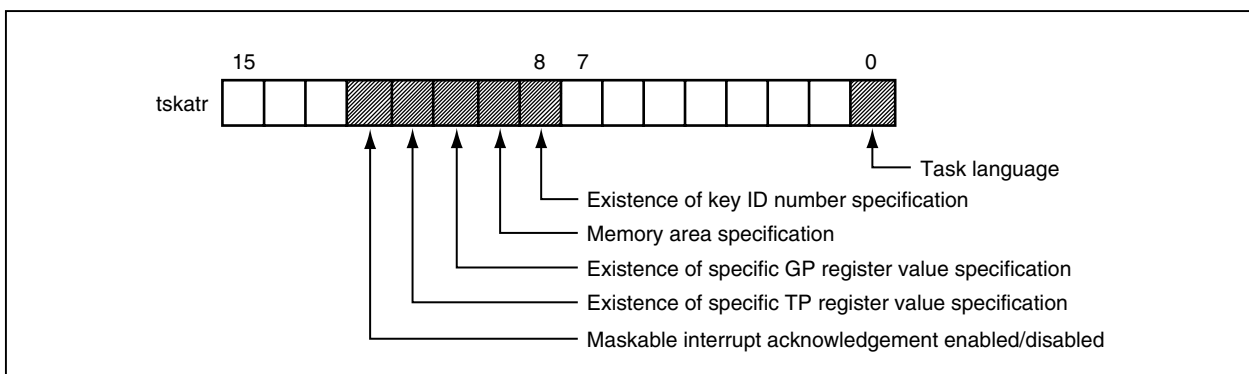 15 8 7 0
tskatr
Task language
Existence of key ID number specification
Memory area specification
Existence of specific GP register value specification
Existence of specific TP register value specification
Maskable interrupt acknowledgement enabled/disabled